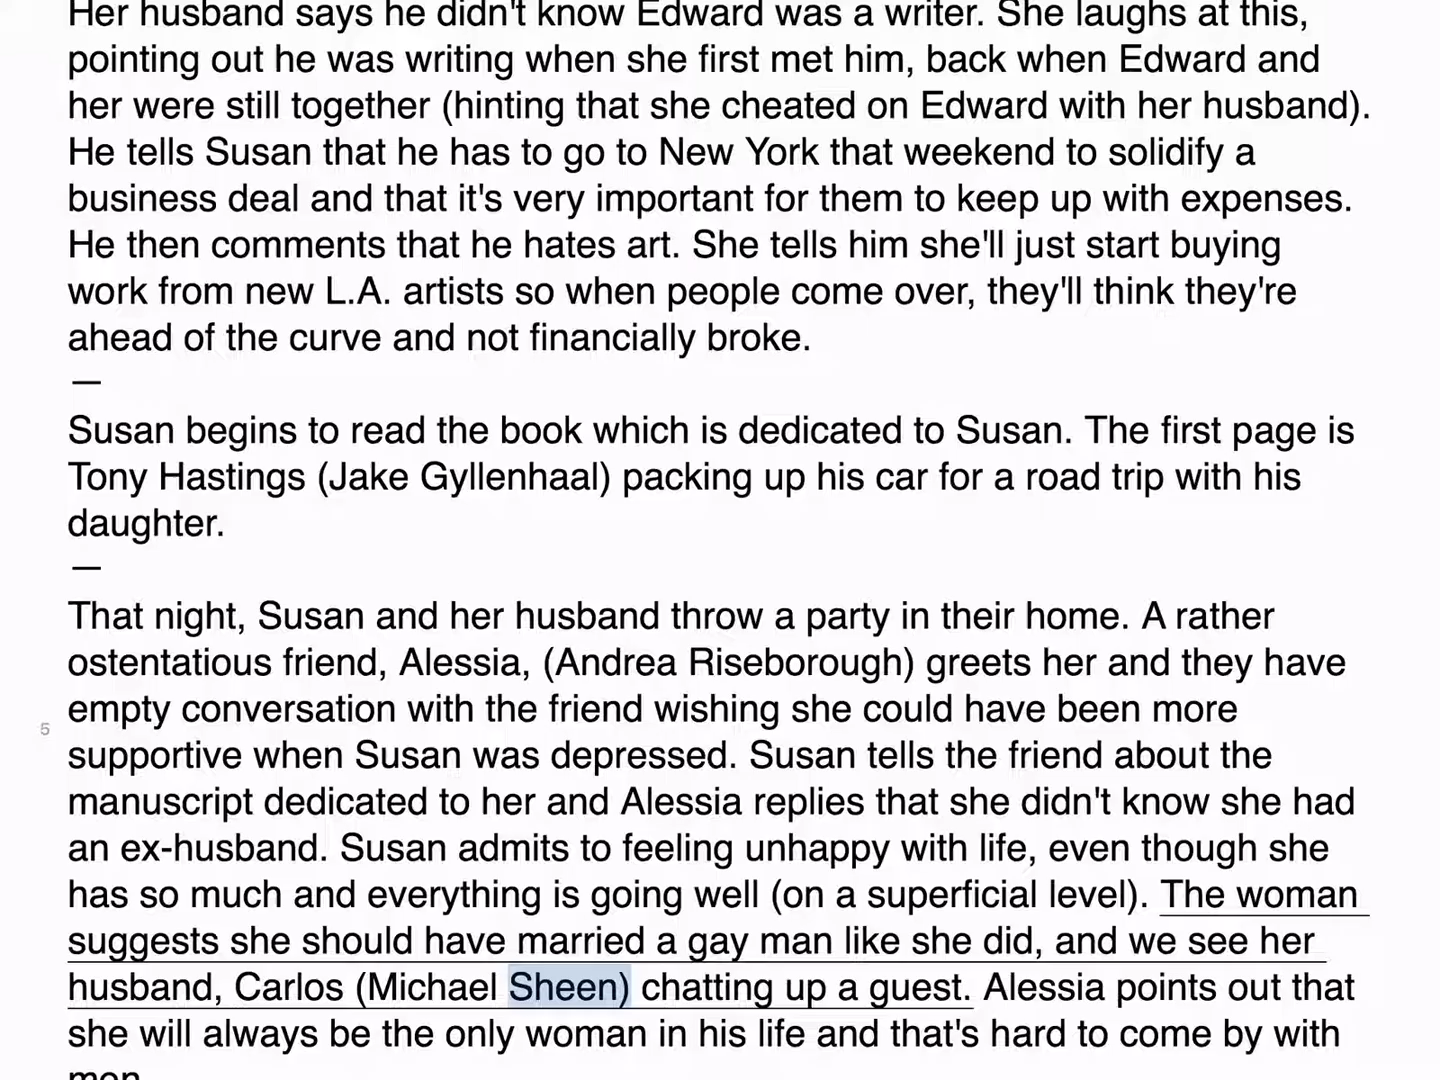 Her husband says he didn't know Edward was a writer. She laughs at this,
pointing out he was writing when she first met him, back when Edward and
her were still together (hinting that she cheated on Edward with her husband).
He tells Susan that he has to go to New York that weekend to solidify a
business deal and that it's very important for them to keep up with expenses.
He then comments that he hates art. She tells him she'll just start buying
work from new L.A. artists so when people come over, they'll think they're
ahead of the curve and not financially broke.
—
Susan begins to read the book which is dedicated to Susan. The first page is
Tony Hastings (Jake Gyllenhaal) packing up his car for a road trip with his
daughter.
—
That night, Susan and her husband throw a party in their home. A rather
ostentatious friend, Alessia, (Andrea Riseborough) greets her and they have
empty conversation with the friend wishing she could have been more
5
supportive when Susan was depressed. Susan tells the friend about the
manuscript dedicated to her and Alessia replies that she didn't know she had
an ex-husband. Susan admits to feeling unhappy with life, even though she
has so much and everything is going well (on a superficial level). The woman
suggests she should have married a gay man like she did, and we see her
husband, Carlos (Michael Sheen) chatting up a guest. Alessia points out that
she will always be the only woman in his life and that's hard to come by with
men.